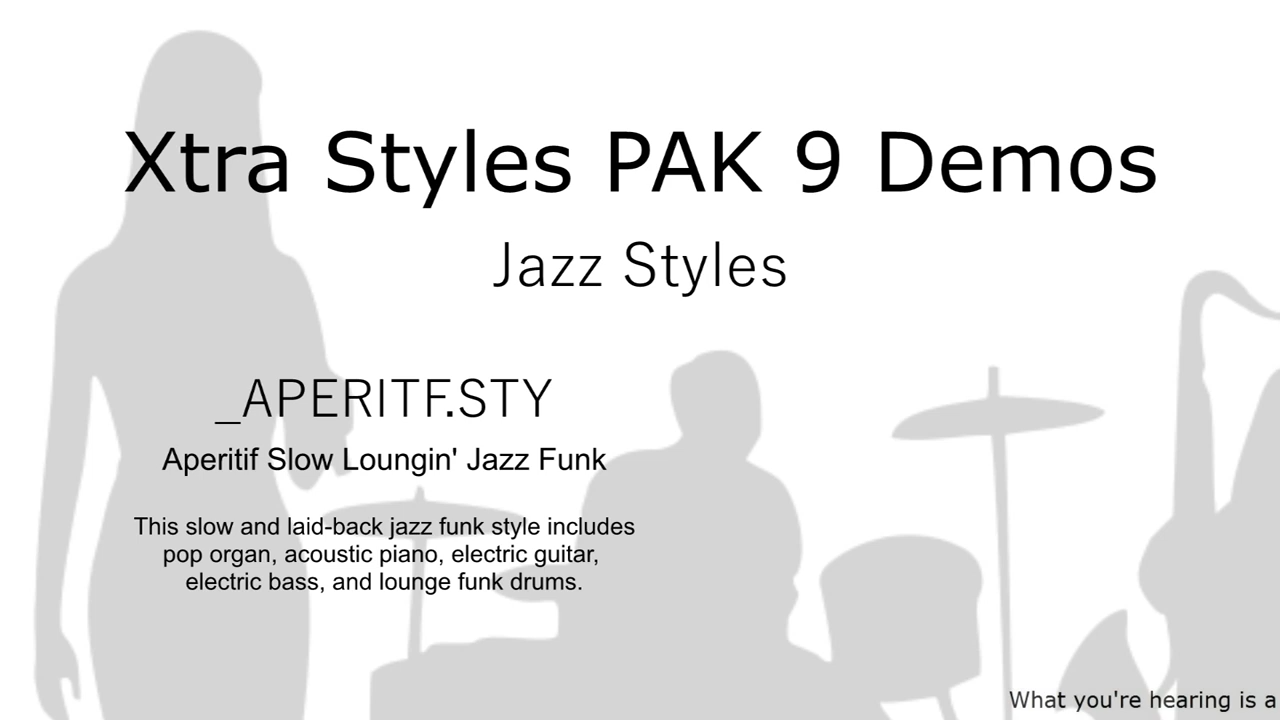 Xtra Styles PAK 9 Demos
Jazz Styles
_APERITF.STY
Aperitif Slow Loungin' Jazz Funk
This slow and laid-back jazz funk style includes
pop organ, acoustic piano, electric guitar,
electric bass, and lounge funk drums.
What you're hearing is a